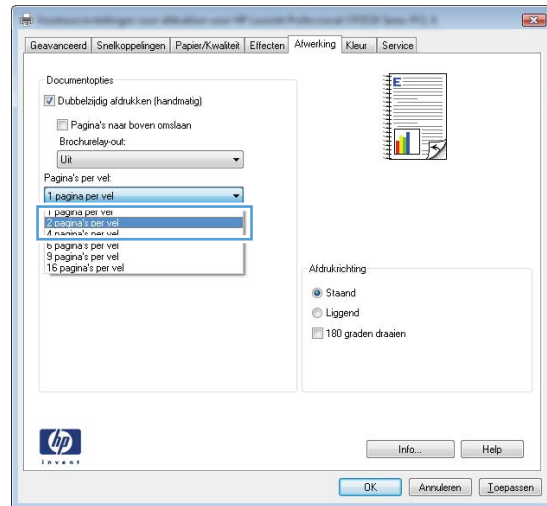 Geavanceerd Snelkoppelingen Papier/Kwaliteit Effecten Afwerking Kleur Service
Documentopties
Dubbelzijdig afdrukken (handmatig)
Pagina's naar boven omslaan
Brochurelay-out:
Uit
Pagina's per vel:
1 pagina per vel
1 pagina per vel
2 pagina's per vel
4 pagina's per vel
6 pagina's per vel
9 pagina's per vel
16 pagina's per vel
E
Afdrukrichting
Staand
Liggend
180 graden draaien
hp
invent
Info... Help
OK Annuleren Toepassen